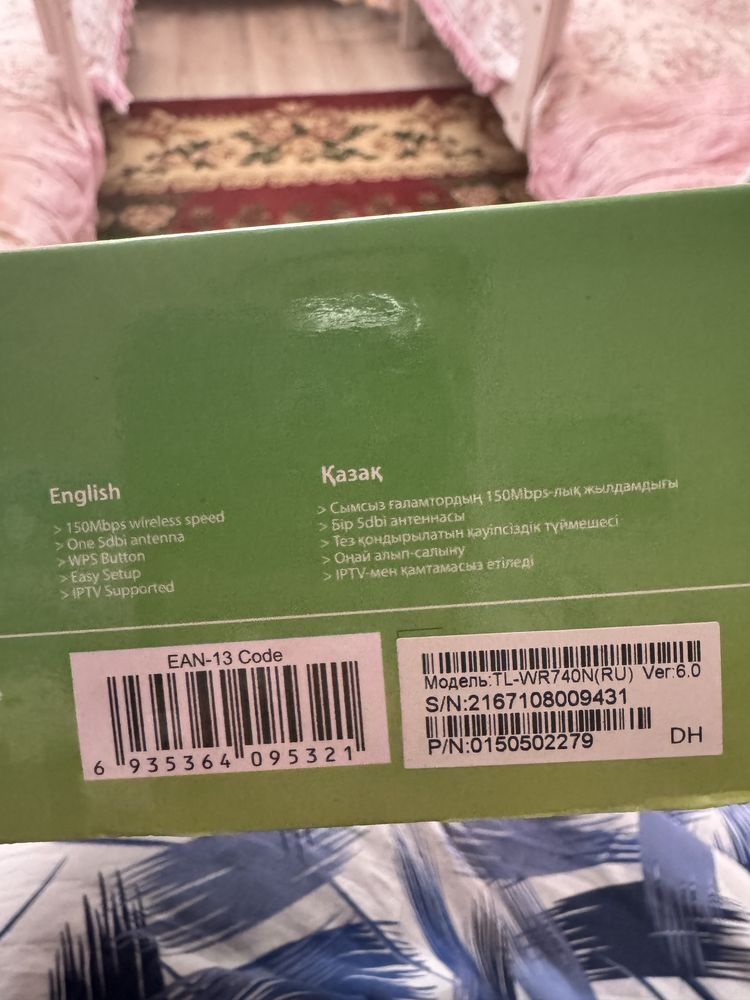 English
> 150Mbps wireless speed
> One 5dbi antenna
> WPS Button
> Easy Setup
> IPTV Supported
Қазақ
> Сымсыз ғаламтордың 150Mbps-лық жылдамдығы
> Бір 5dbi антеннасы
> Тез қондырылатын қауіпсіздік түймешесі
> Оңай алып-салыну
> IPTV-мен қамтамасыз етіледі
EAN-13 Code
6 935364 095321
Модель:TL-WR740N(RU) Ver:6.0
S/N:2167108009431
P/N:0150502279
DH